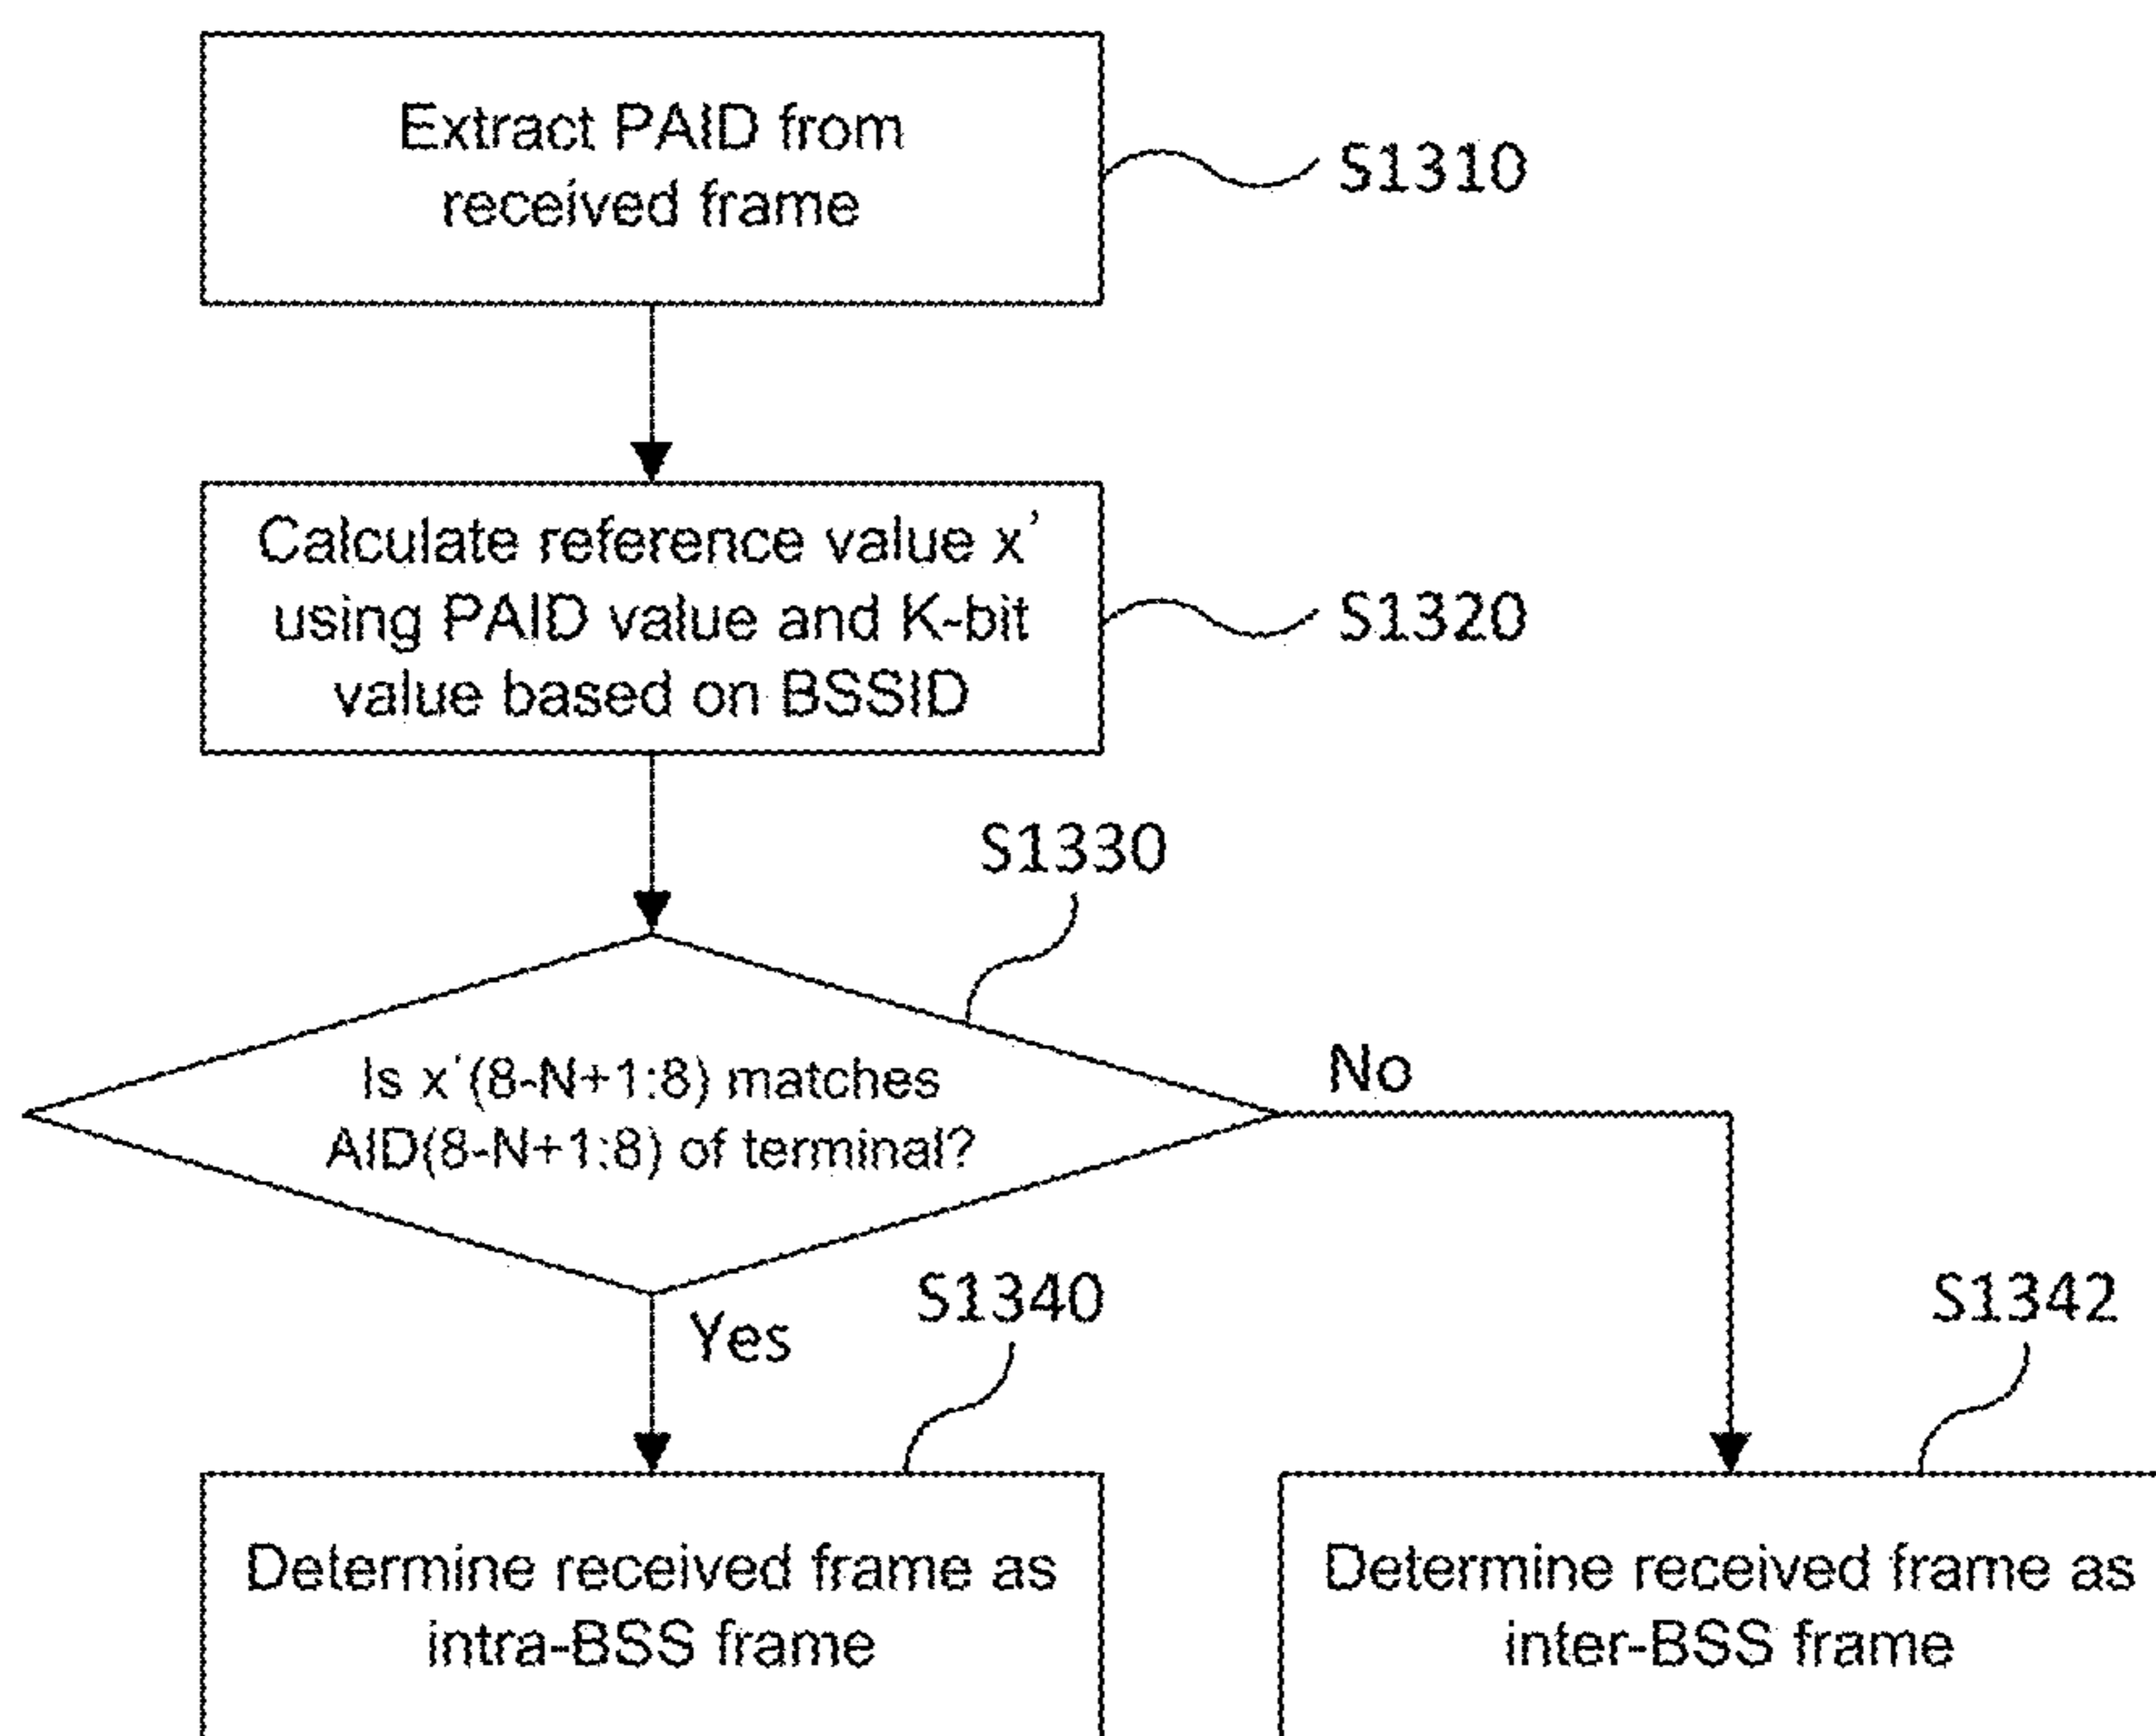 Extract PAID from
received frame
S1310
Calculate reference value x'
using PAID value and K-bit
value based on BSSID
S1320
S1330
Is x'(8-N+1:8) matches
AID(8-N+1:8) of terminal?
No
Yes
S1340
S1342
Determine received frame as
intra-BSS frame
Determine received frame as
inter-BSS frame